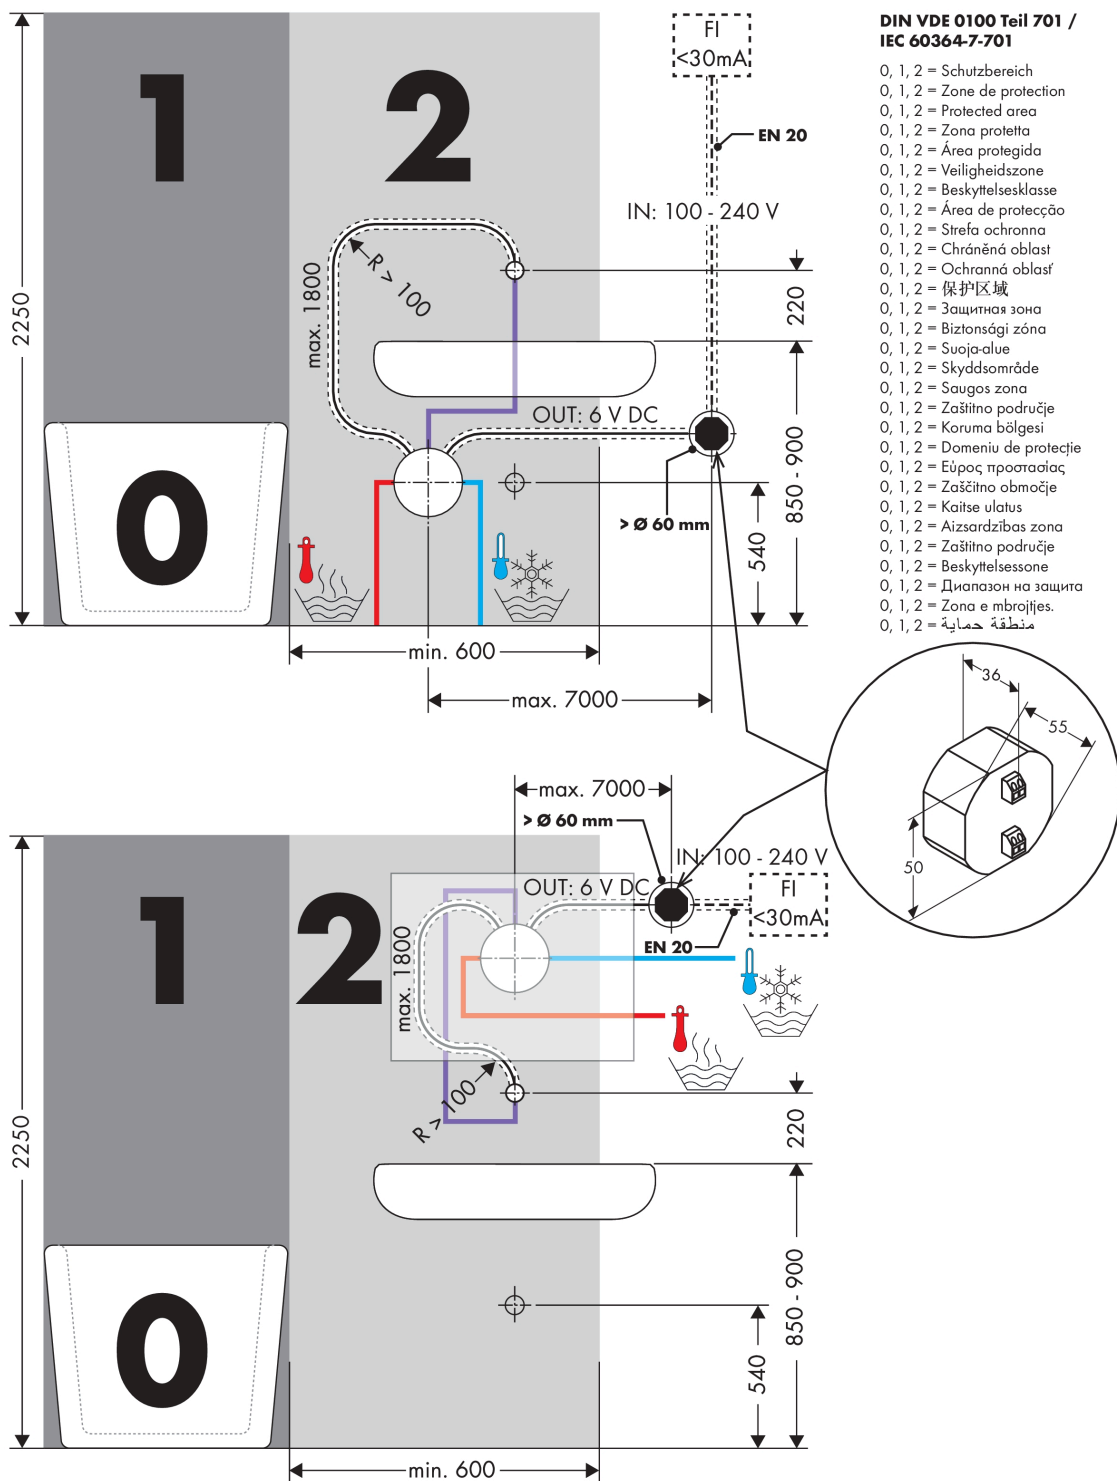 1
2
FI
<30mA
EN 20
IN: 100 - 240 V
R > 100
max. 1800
2250
220
OUT: 6 V DC
850 - 900
0
> Ø 60 mm
540
min. 600
max. 7000
DIN VDE 0100 Teil 701 /
IEC 60364-7-701
0, 1, 2 = Schutzbereich
0, 1, 2 = Zone de protection
0, 1, 2 = Protected area
0, 1, 2 = Zona protetta
0, 1, 2 = Área protegida
0, 1, 2 = Veiligheidszone
0, 1, 2 = Beskyttelsesklasse
0, 1, 2 = Área de protecção
0, 1, 2 = Strefa ochronna
0, 1, 2 = Chráněná oblast
0, 1, 2 = Ochranná oblasť
0, 1, 2 = 保护区域
0, 1, 2 = Защитная зона
0, 1, 2 = Biztonsági zóna
0, 1, 2 = Suoja-alue
0, 1, 2 = Skyddsområde
0, 1, 2 = Saugos zona
0, 1, 2 = Zaštitno područje
0, 1, 2 = Koruma bölgesi
0, 1, 2 = Domeniu de protecție
0, 1, 2 = Εύρος προστασίας
0, 1, 2 = Zaščitno območje
0, 1, 2 = Kaitse ulatus
0, 1, 2 = Aizsardzības zona
0, 1, 2 = Zaštitno područje
0, 1, 2 = Beskyttelsessone
0, 1, 2 = Диапазон на защита
0, 1, 2 = Zona e mbrojtjes.
0, 1, 2 = منطقة حماية
36
55
50
max. 7000
> Ø 60 mm
IN: 100 - 240 V
1
2
OUT: 6 V DC
FI
<30mA
EN 20
max. 1800
R > 100
2250
220
850 - 900
0
540
min. 600